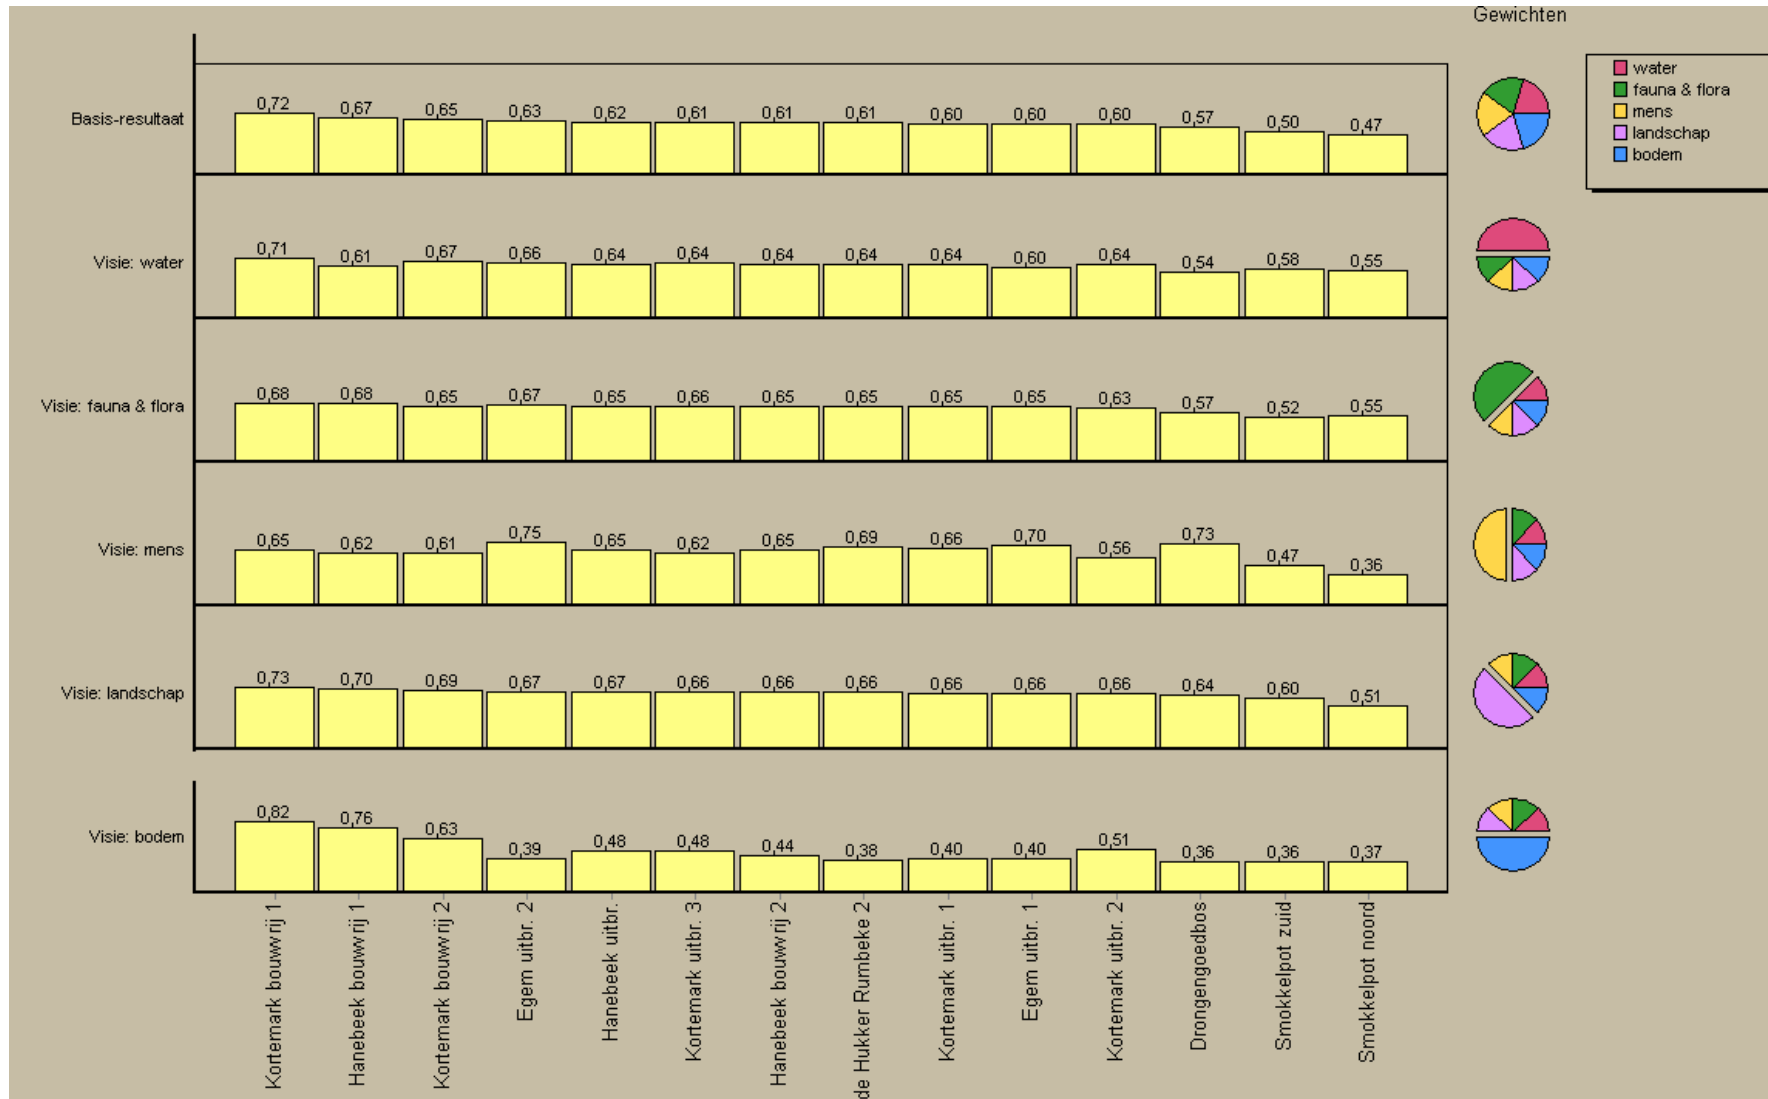 Gewichten
water
fauna & flora
mens
landschap
bodem
Basis-resultaat
0,72 0,67 0,65 0,63 0,62 0,61 0,61 0,61 0,60 0,60 0,60 0,57 0,50 0,47
Visie: water
0,71 0,61 0,67 0,66 0,64 0,64 0,64 0,64 0,64 0,60 0,64 0,54 0,58 0,55
Visie: fauna & flora
0,68 0,68 0,65 0,67 0,65 0,66 0,65 0,65 0,65 0,65 0,63 0,57 0,52 0,55
Visie: mens
0,65 0,62 0,61 0,75 0,65 0,62 0,65 0,69 0,66 0,70 0,56 0,73 0,47 0,36
Visie: landschap
0,73 0,70 0,69 0,67 0,67 0,66 0,66 0,66 0,66 0,66 0,66 0,64 0,60 0,51
Visie: bodem
0,82 0,76 0,63 0,39 0,48 0,48 0,44 0,38 0,40 0,40 0,51 0,36 0,36 0,37
Kortemark bouwrij 1
Hanebeek bouwrij 1
Kortemark bouwrij 2
Egem uitbr. 2
Hanebeek uitbr.
Kortemark uitbr. 3
Hanebeek bouwrij 2
de Hukker Rumbeke 2
Kortemark uitbr. 1
Egem uitbr. 1
Kortemark uitbr. 2
Drongengoedbos
Smokkelpot zuid
Smokkelpot noord